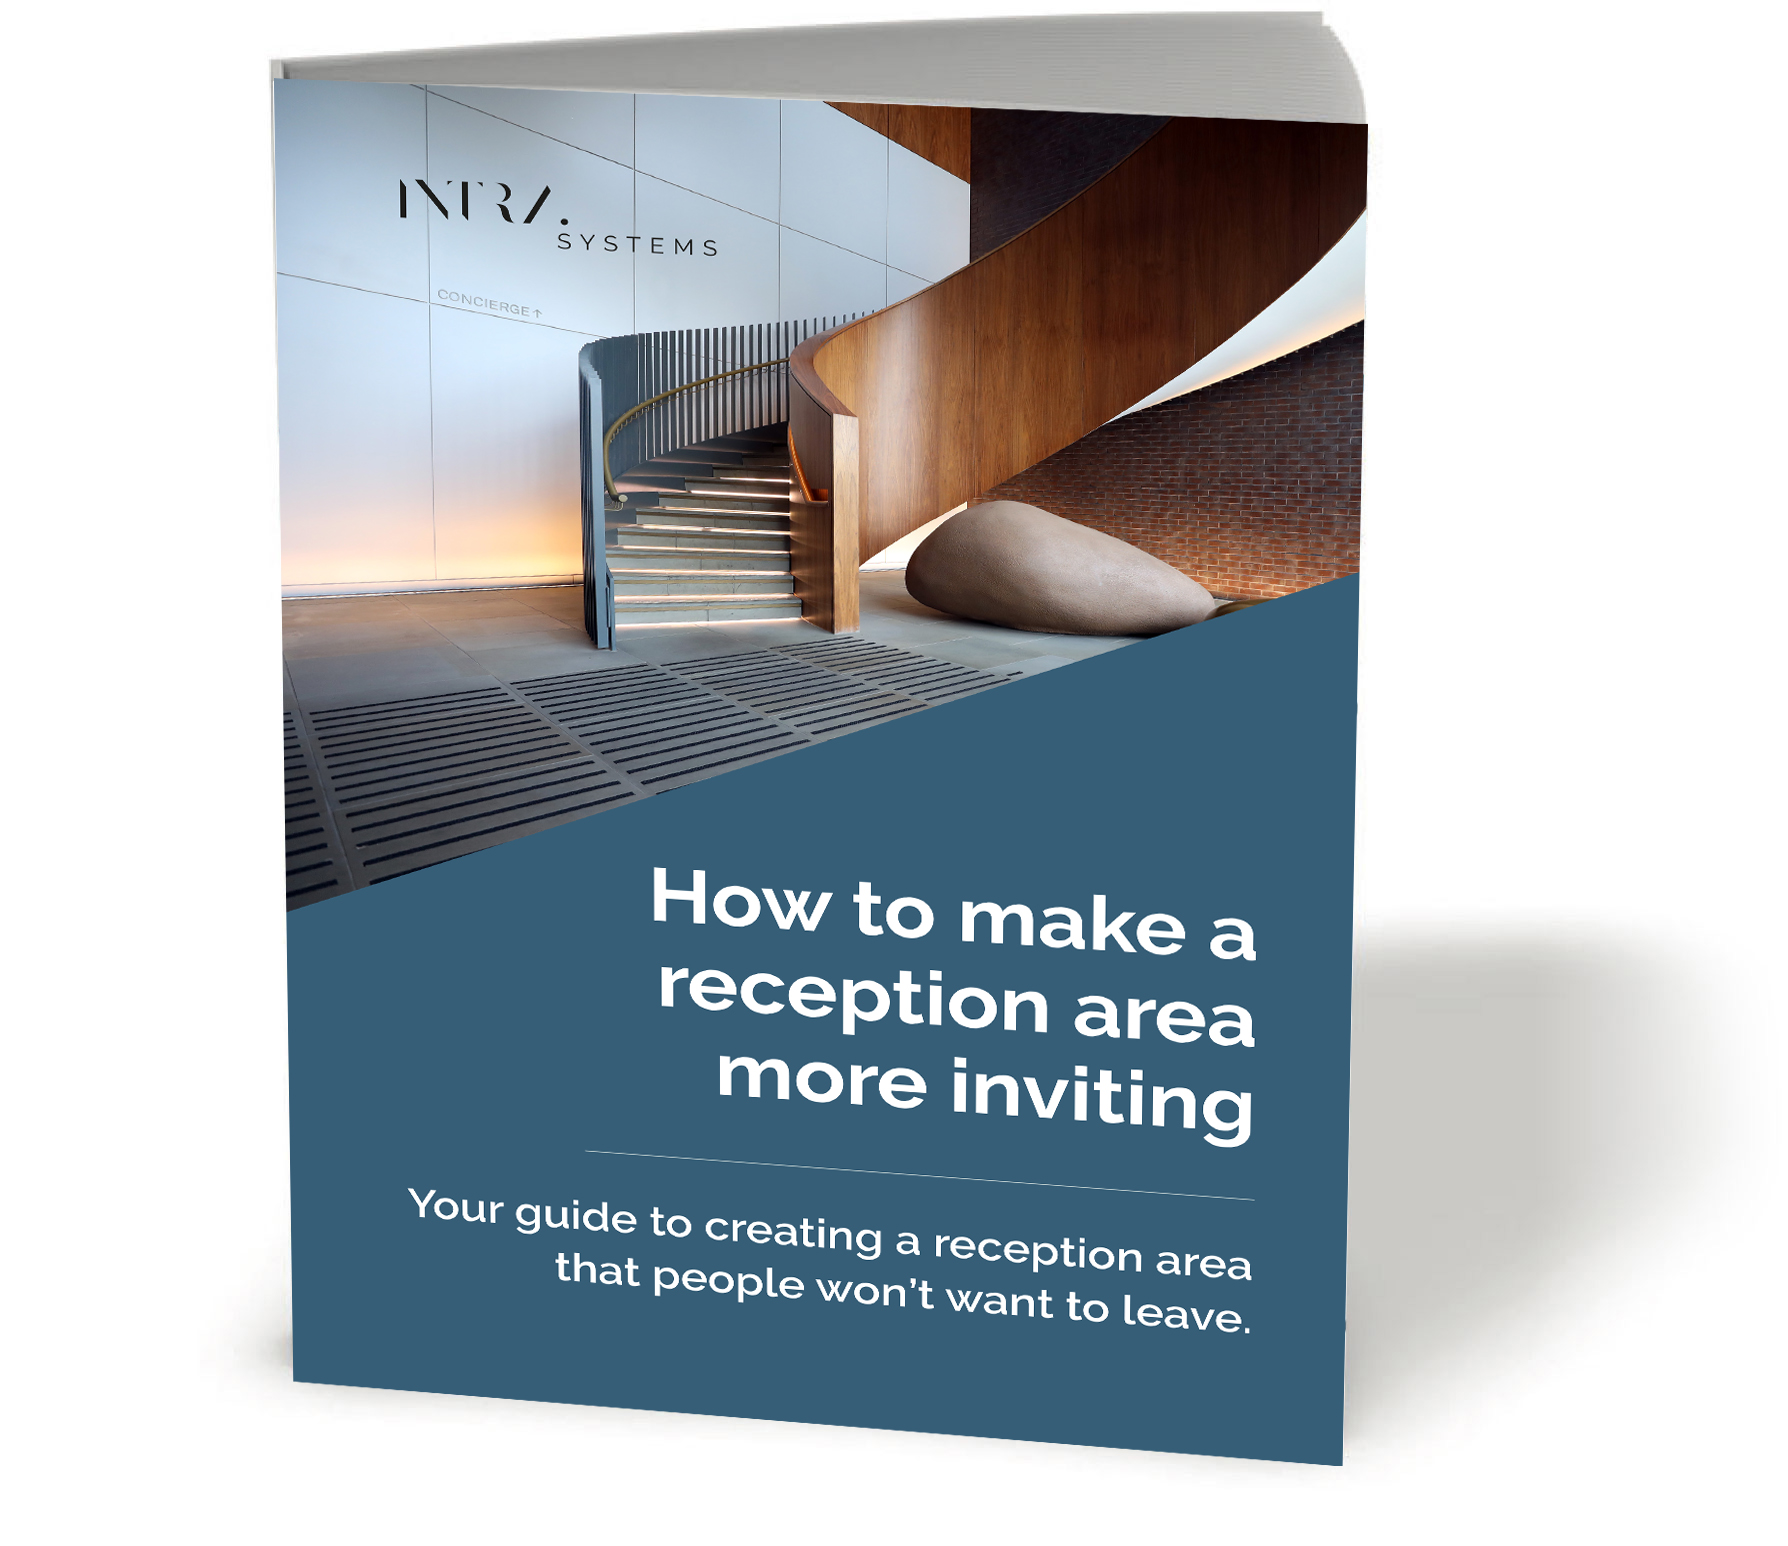 INTRA.
SYSTEMS
CONCIERGE↑
How to make a
reception area
more inviting
Your guide to creating a reception area
that people won’t want to leave.